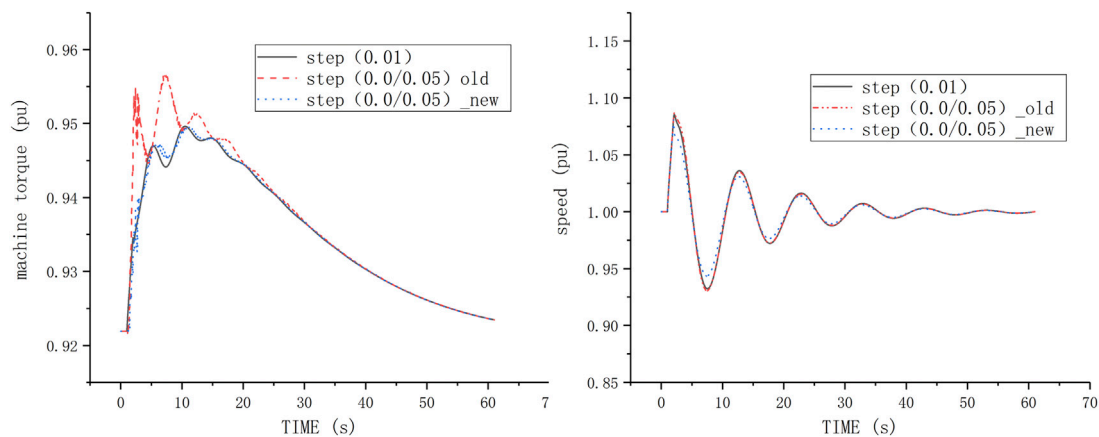 0.96
0.95
0.94
0.93
0.92
machine torque (pu)
step (0.01)
step (0.0/0.05) old
step (0.0/0.05) _new
0 10 20 30 40 50 60 7
TIME (s)
1.15
1.10
1.05
1.00
0.95
0.90
0.85
speed (pu)
step (0.01)
step (0.0/0.05) _old
step (0.0/0.05) _new
0 10 20 30 40 50 60 70
TIME (s)